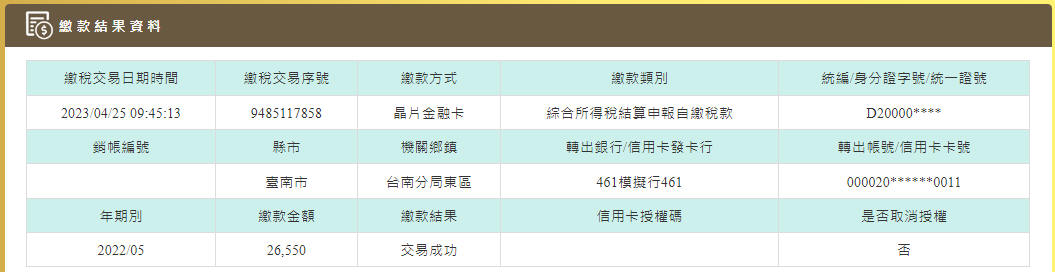 繳款結果資料
繳稅交易日期時間 繳稅交易序號 繳款方式 繳款類別 統編/身分證字號/統一證號
2023/04/25 09:45:13 9485117858 晶片金融卡 綜合所得稅結算申報自繳稅款 D20000****
銷帳編號 縣市 機關鄉鎮 轉出銀行/信用卡發卡行 轉出帳號/信用卡卡號
臺南市 台南分局東區 461模擬行461 000020******0011
年期別 繳款金額 繳款結果 信用卡授權碼 是否取消授權
2022/05 26,550 交易成功 否